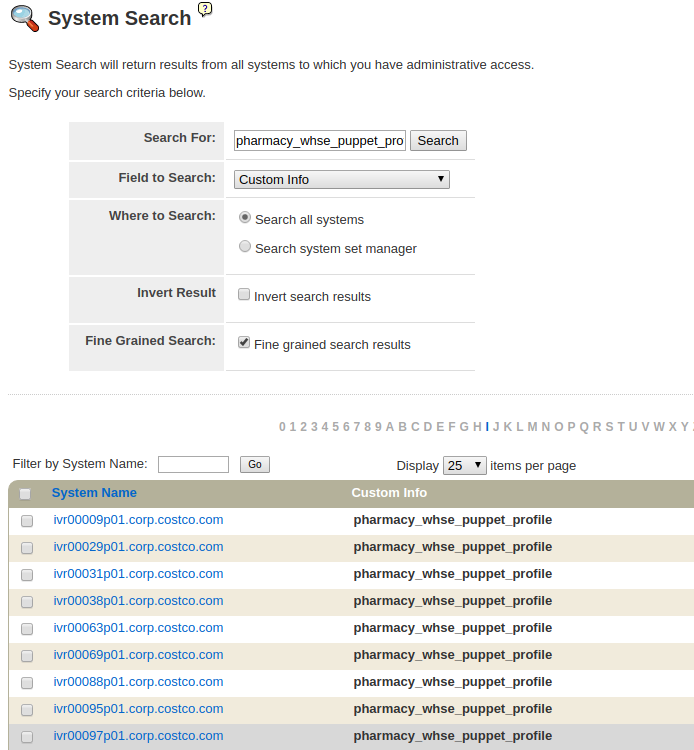 System Search ?
System Search will return results from all systems to which you have administrative access.
Specify your search criteria below.
Search For: pharmacy_whse_puppet_pro Search
Field to Search: Custom Info
Where to Search: Search all systems
Search system set manager
Invert Result Invert search results
Fine Grained Search: Fine grained search results
0 1 2 3 4 5 6 7 8 9 A B C D E F G H I J K L M N O P Q R S T U V W X Y Z
Filter by System Name: Go Display 25 items per page
System Name Custom Info
ivr00009p01.corp.costco.com pharmacy_whse_puppet_profile
ivr00029p01.corp.costco.com pharmacy_whse_puppet_profile
ivr00031p01.corp.costco.com pharmacy_whse_puppet_profile
ivr00038p01.corp.costco.com pharmacy_whse_puppet_profile
ivr00063p01.corp.costco.com pharmacy_whse_puppet_profile
ivr00069p01.corp.costco.com pharmacy_whse_puppet_profile
ivr00088p01.corp.costco.com pharmacy_whse_puppet_profile
ivr00095p01.corp.costco.com pharmacy_whse_puppet_profile
ivr00097p01.corp.costco.com pharmacy_whse_puppet_profile